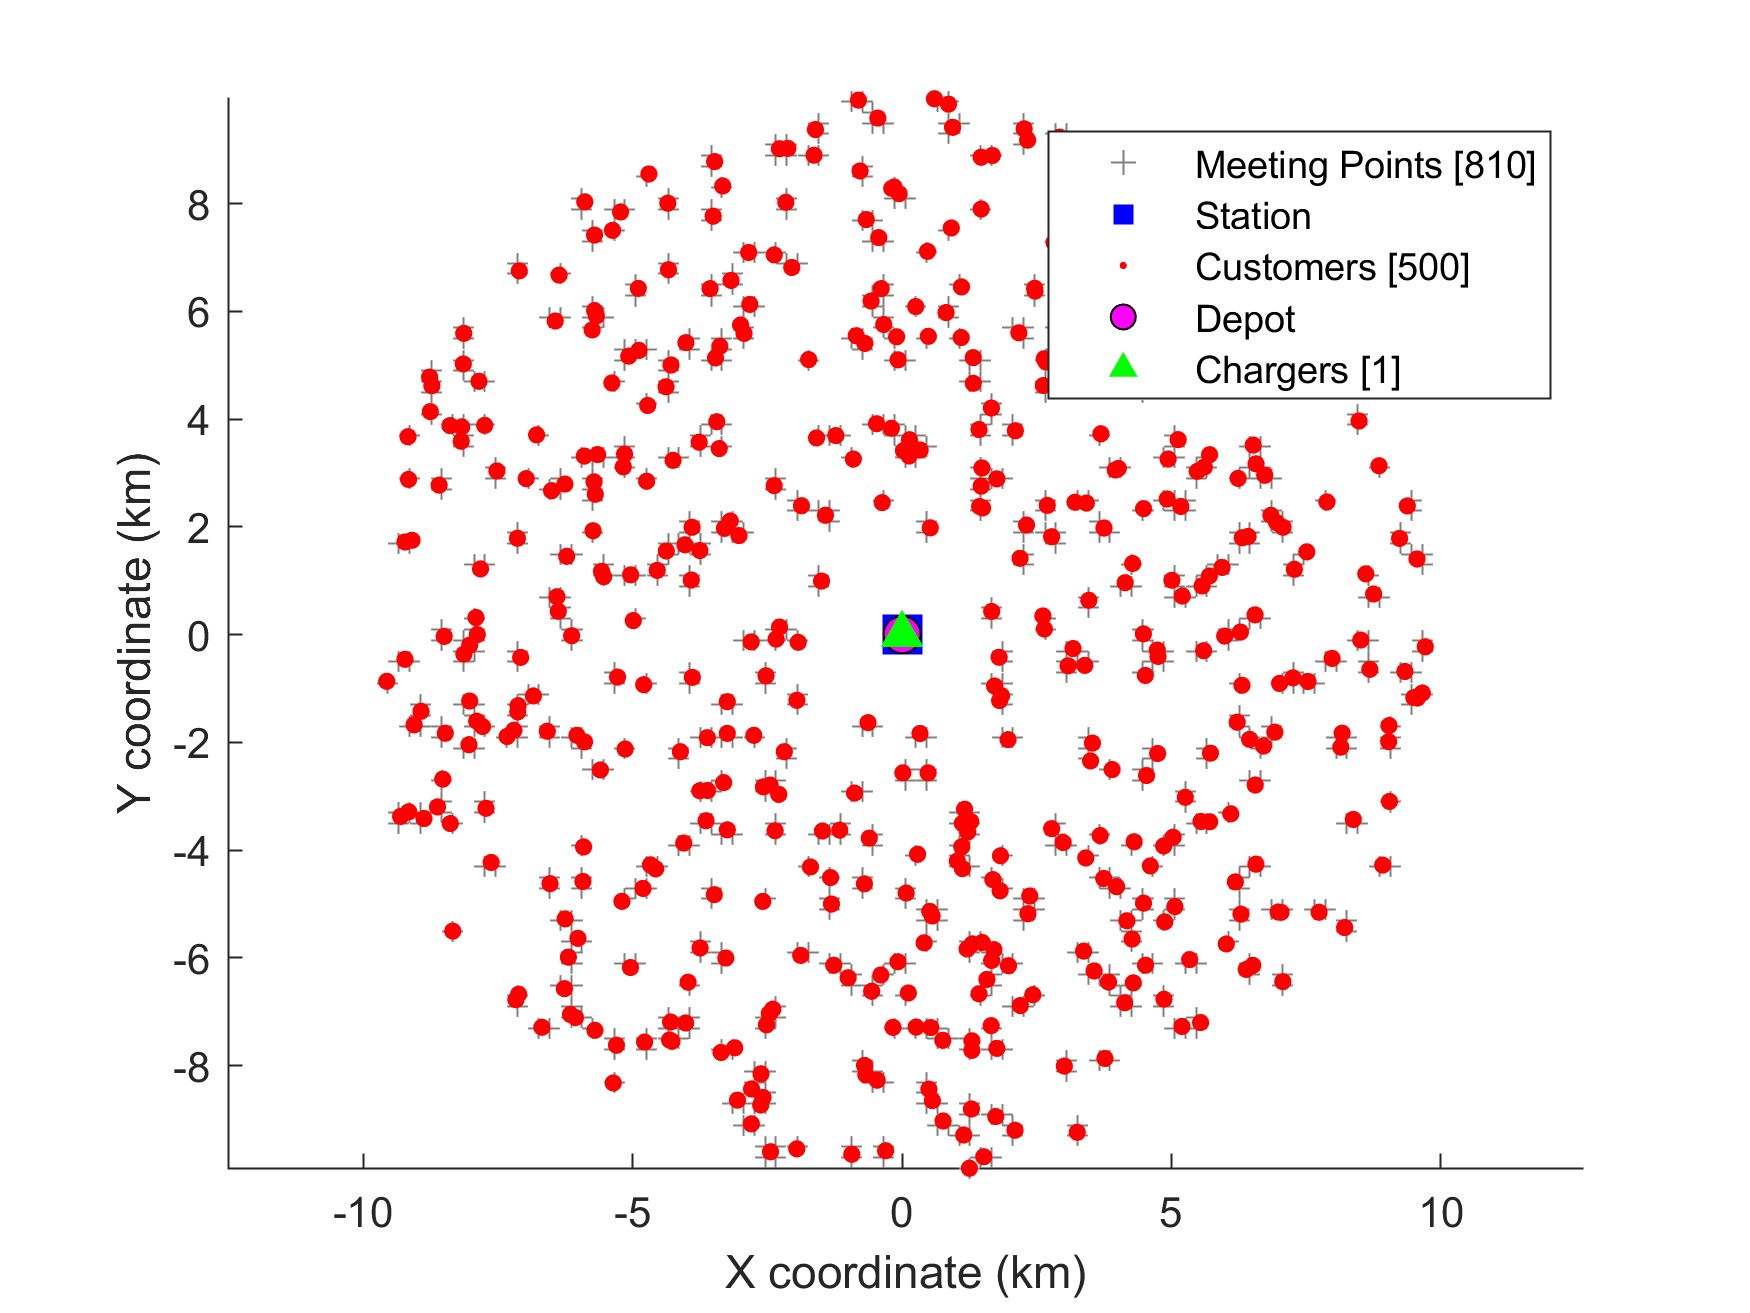 Meeting Points [810]
Station
Customers [500]
Depot
Chargers [1]
8
6
4
2
0
-2
-4
-6
-8
Y coordinate (km)
-10
-5
0
5
10
X coordinate (km)